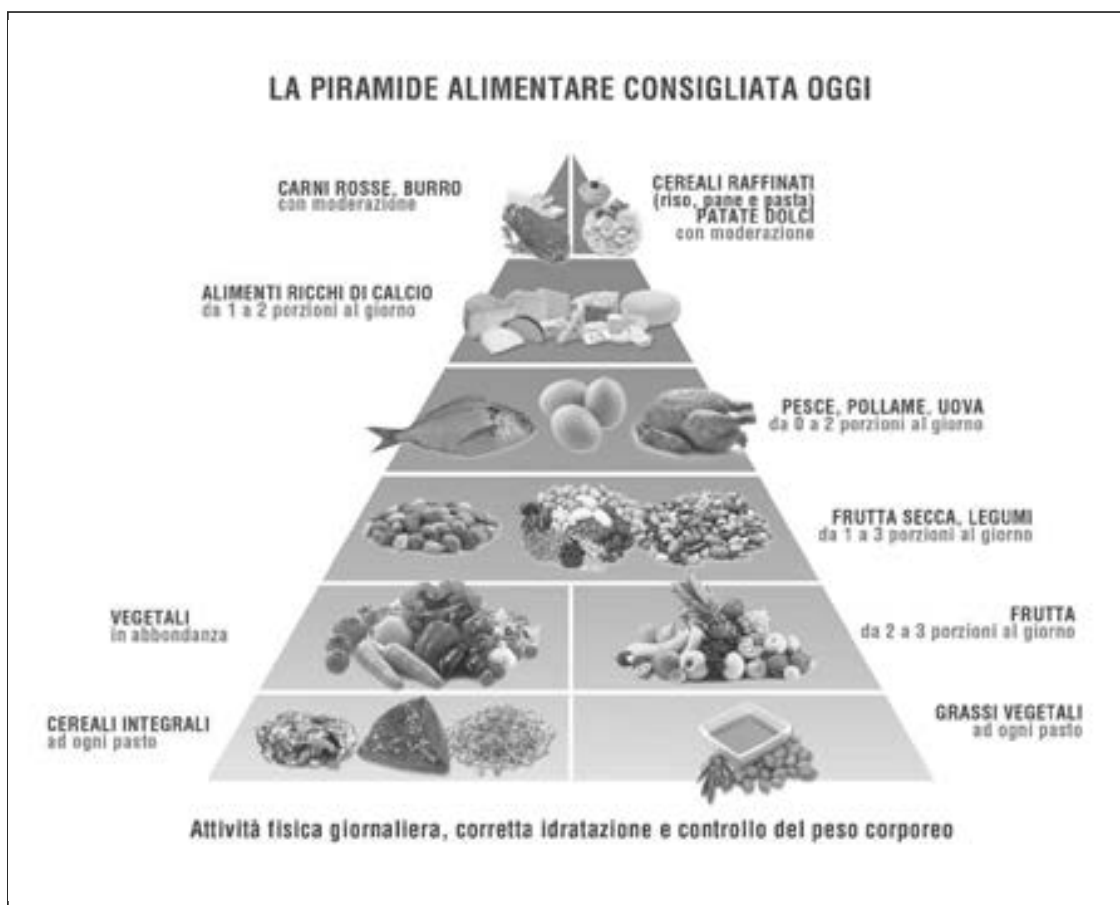 LA PIRAMIDE ALIMENTARE CONSIGLIATA OGGI
CARNI ROSSE, BURRO
con moderazione
CEREALI RAFFINATI
(riso, pane e pasta)
PATATE DOLCI
con moderazione
ALIMENTI RICCHI DI CALCIO
da 1 a 2 porzioni al giorno
PESCE, POLLAME, UOVA
da 0 a 2 porzioni al giorno
FRUTTA SECCA, LEGUMI
da 1 a 3 porzioni al giorno
VEGETALI
in abbondanza
FRUTTA
da 2 a 3 porzioni al giorno
CEREALI INTEGRALI
ad ogni pasto
GRASSI VEGETALI
ad ogni pasto
Attività fisica giornaliera, corretta idratazione e controllo del peso corporeo